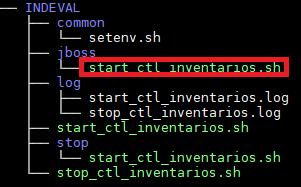 INDEVAL
common
setenv.sh
jboss
start_ctl_inventarios.sh
log
start_ctl_inventarios.log
stop_ctl_inventarios.log
start_ctl_inventarios.sh
stop
start_ctl_inventarios.sh
stop_ctl_inventarios.sh